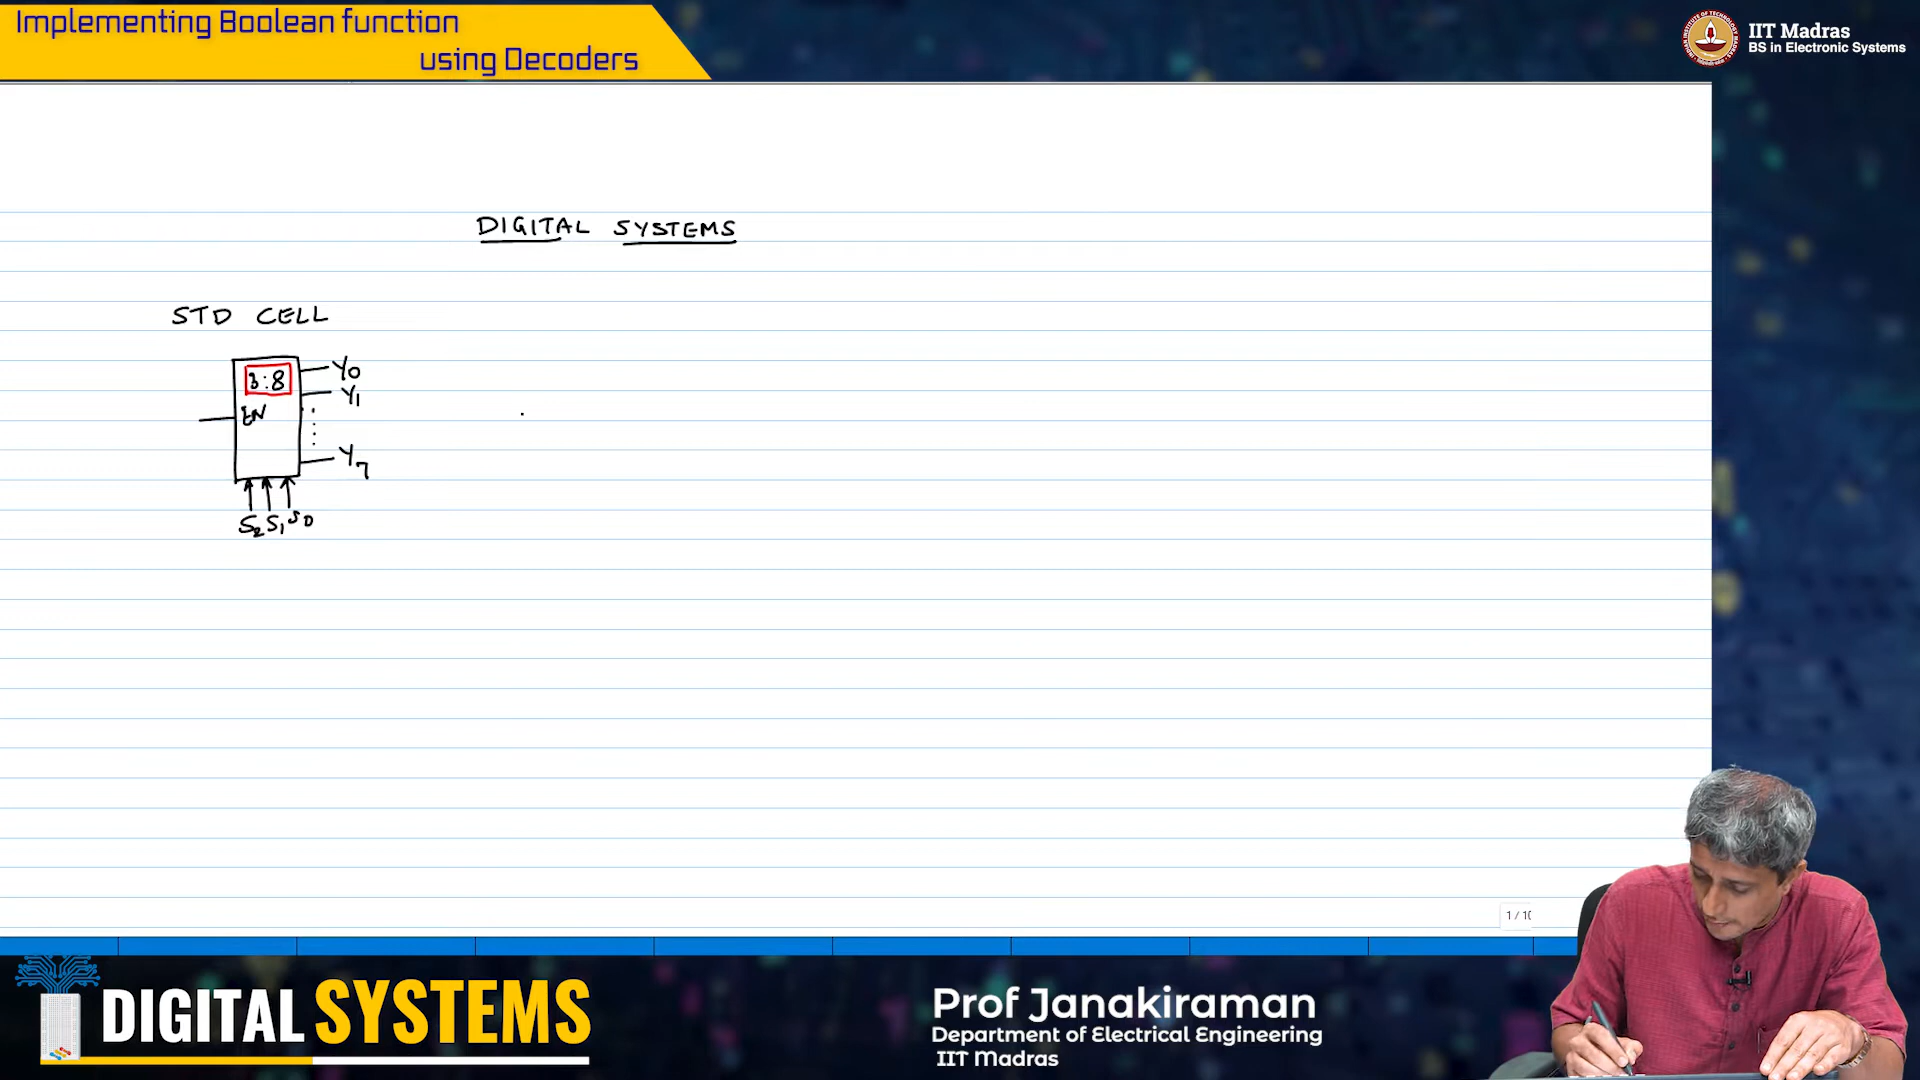 Implementing Boolean function
using Decoders
IIT Madras
BS in Electronic Systems
DIGITAL SYSTEMS
STD CELL
3:8
EN
Y0
Y1
Y7
S2 S1 S0
1 / 10
DIGITAL SYSTEMS
Prof Janakiraman
Department of Electrical Engineering
IIT Madras